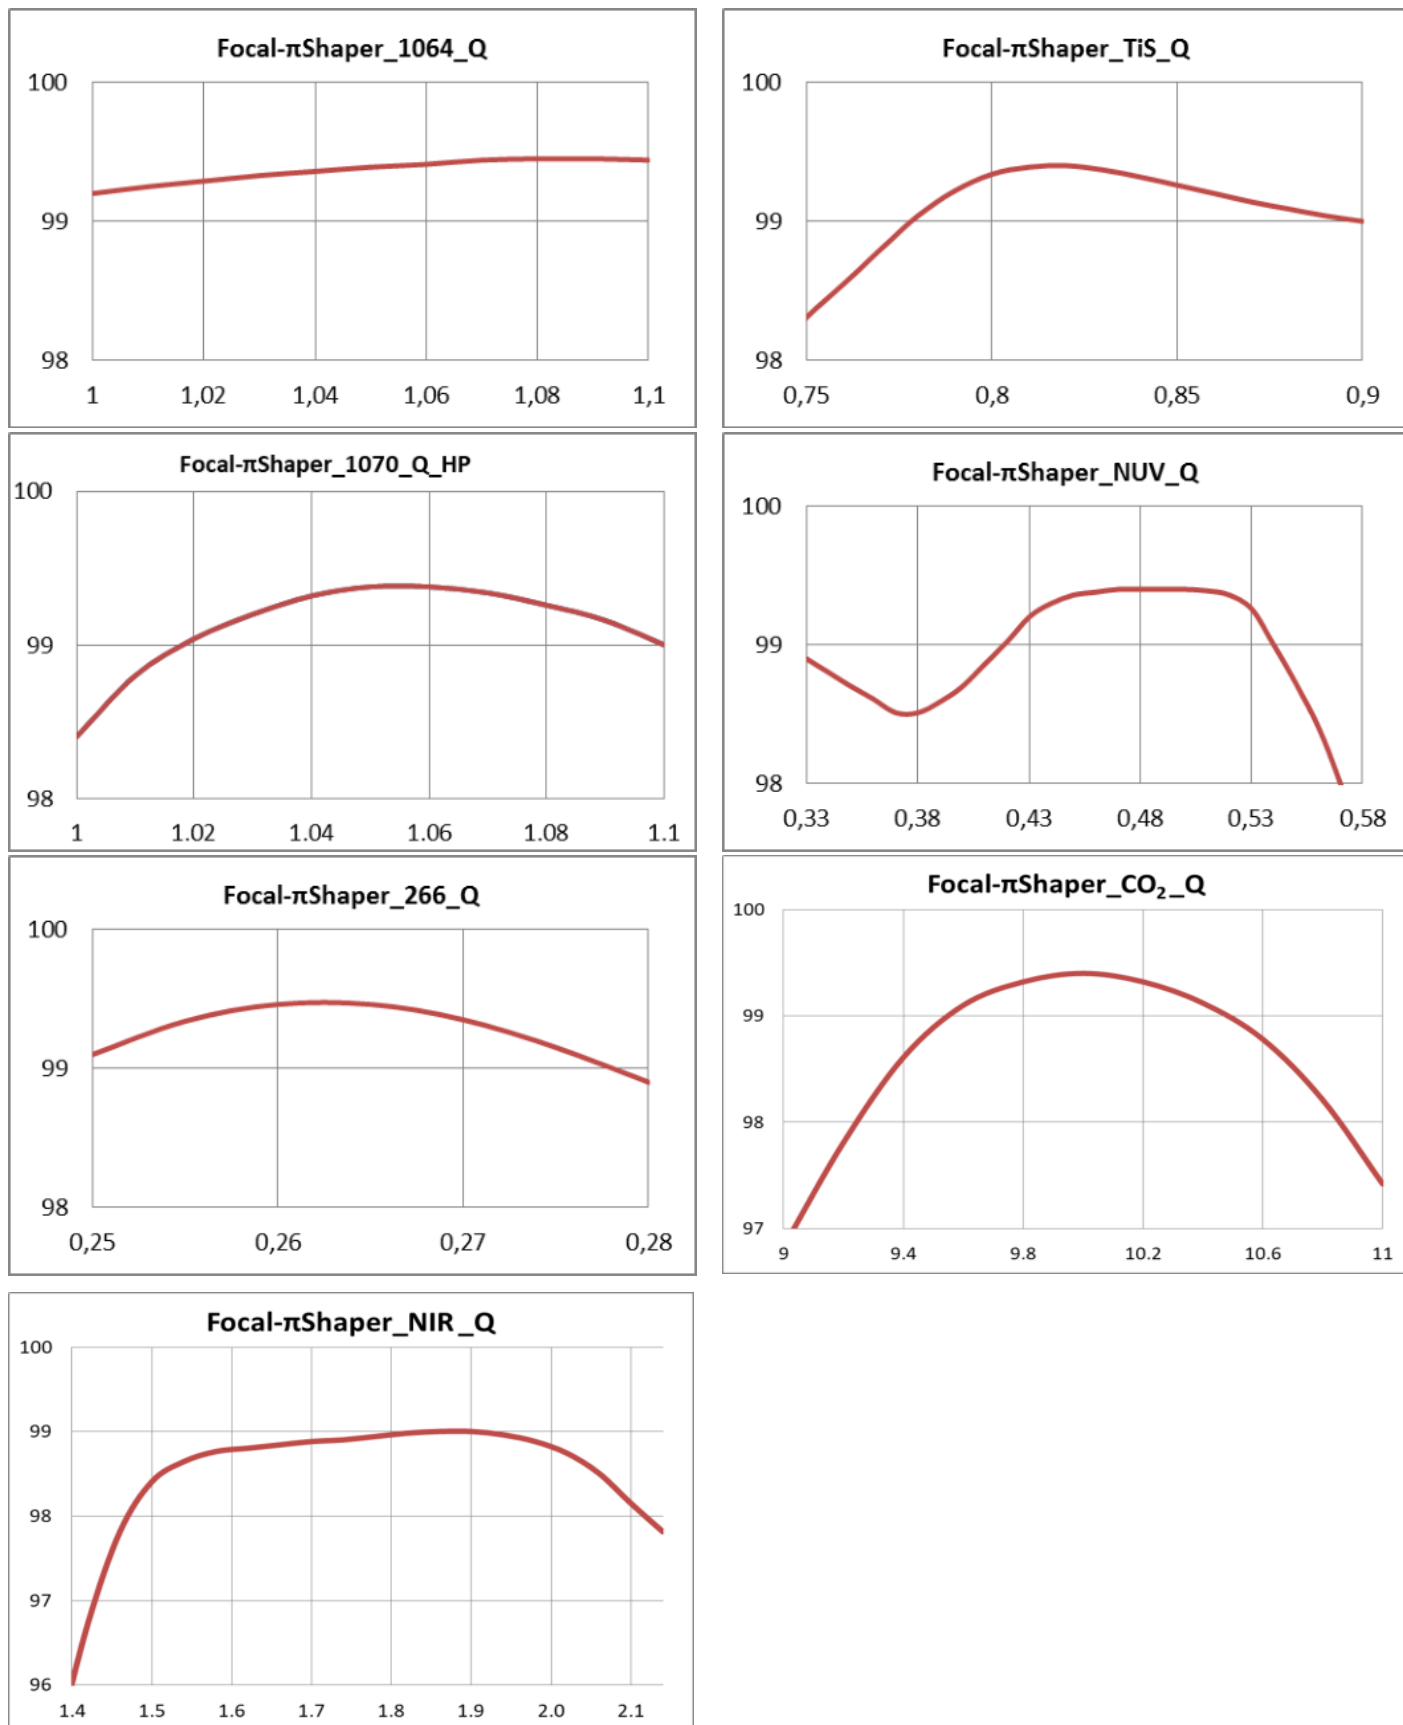 Focal-πShaper_1064_Q
100
99
98
1 1,02 1,04 1,06 1,08 1,1
Focal-πShaper_TiS_Q
100
99
98
0,75 0,8 0,85 0,9
Focal-πShaper_1070_Q_HP
100
99
98
1 1.02 1.04 1.06 1.08 1.1
Focal-πShaper_NUV_Q
100
99
98
0,33 0,38 0,43 0,48 0,53 0,58
Focal-πShaper_266_Q
100
99
98
0,25 0,26 0,27 0,28
Focal-πShaper_CO₂_Q
100
99
98
97
9 9.4 9.8 10.2 10.6 11
Focal-πShaper_NIR_Q
100
99
98
97
96
1.4 1.5 1.6 1.7 1.8 1.9 2.0 2.1